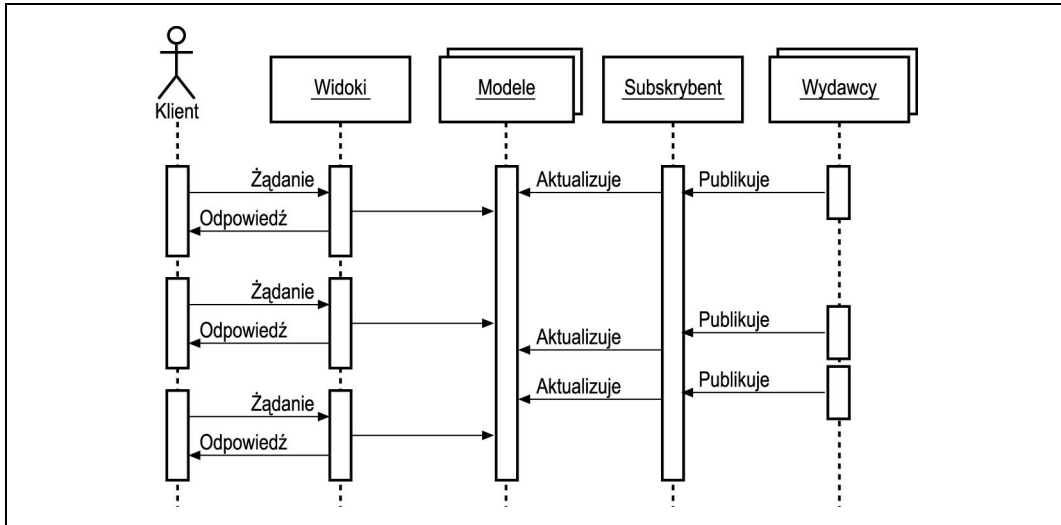 Klient
Widoki
Modele
Subskrybent
Wydawcy
Żądanie
Aktualizuje
Publikuje
Odpowiedź
Żądanie
Publikuje
Odpowiedź
Aktualizuje
Aktualizuje
Publikuje
Żądanie
Odpowiedź